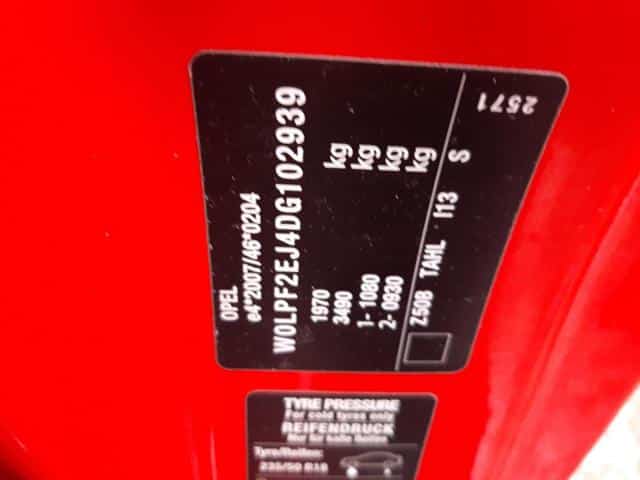 OPEL
e4*2007/46*0204
W0LPF2EJ4DG102939
1970 kg
3490 kg
1- 1080 kg
2- 0930 kg
Z50B TAHL I13 S
2571
TYRE PRESSURE
For cold tyres only
REIFENDRUCK
Nur für kalte Reifen
Tyre/Reifen:
235/50 R18